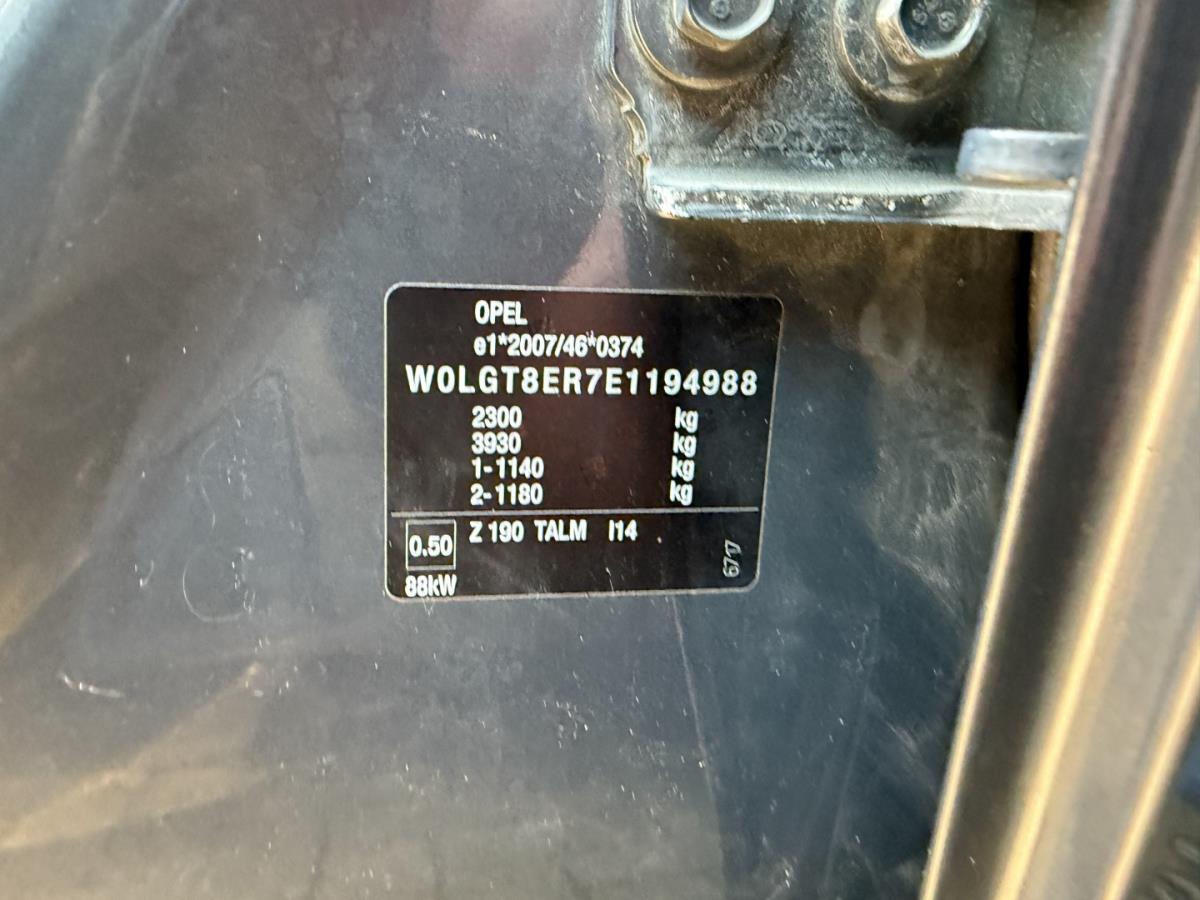 OPEL
e1*2007/46*0374
W0LGT8ER7E1194988
2300 kg
3930 kg
1-1140 kg
2-1180 kg
0.50 Z 190 TALM I14
88kW